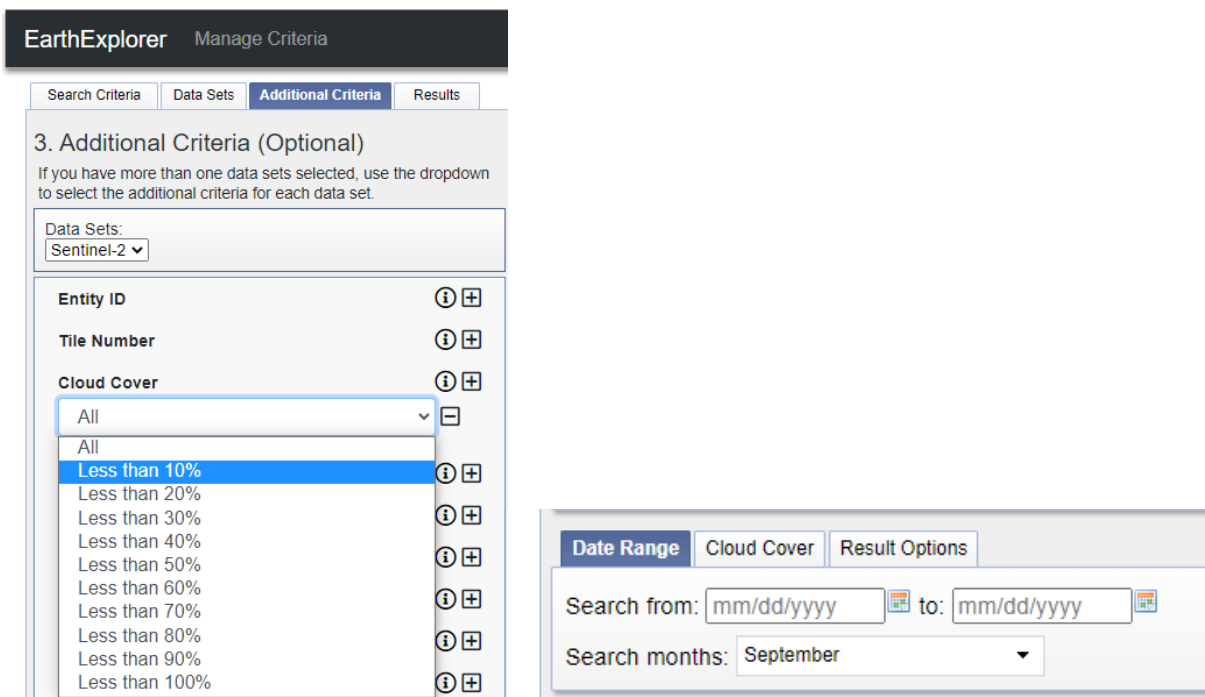 EarthExplorer Manage Criteria
Search Criteria Data Sets Additional Criteria Results
3. Additional Criteria (Optional)
If you have more than one data sets selected, use the dropdown
to select the additional criteria for each data set.
Data Sets:
Sentinel-2
Entity ID
Tile Number
Cloud Cover
All
All
Less than 10%
Less than 20%
Less than 30%
Less than 40%
Less than 50%
Less than 60%
Less than 70%
Less than 80%
Less than 90%
Less than 100%
Date Range Cloud Cover Result Options
Search from: mm/dd/yyyy to: mm/dd/yyyy
Search months: September